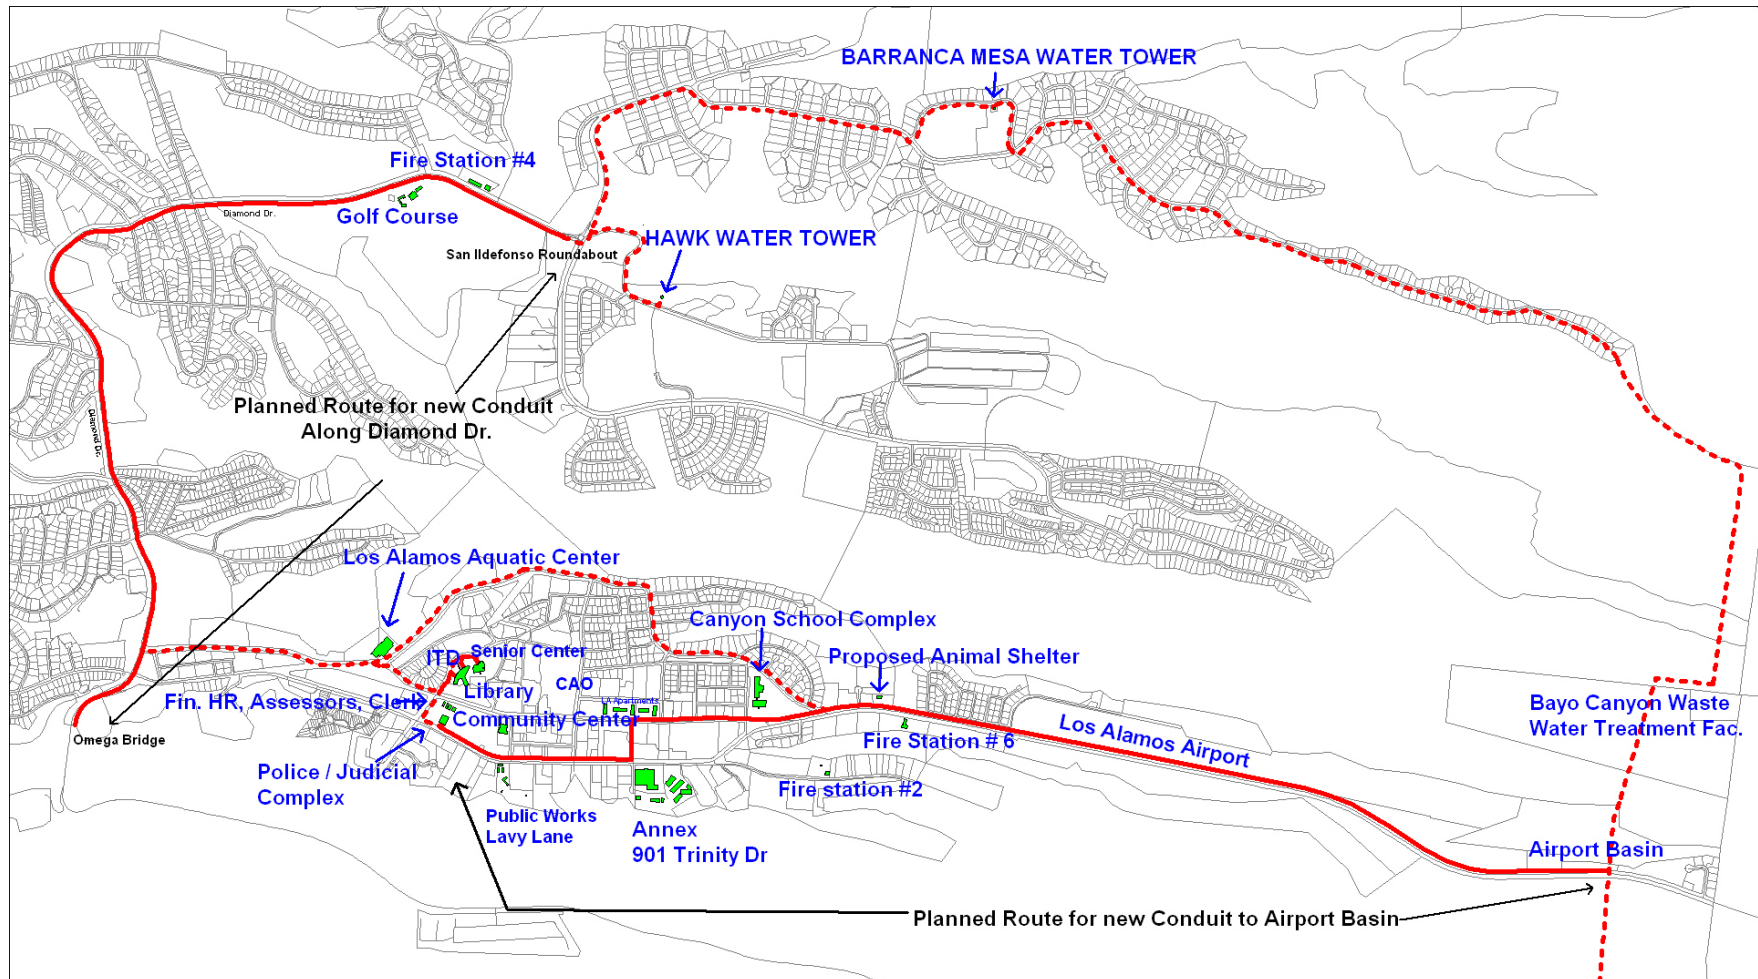 BARRANCA MESA WATER TOWER
Fire Station #4
Diamond Dr.
Golf Course
HAWK WATER TOWER
San Ildefonso Roundabout
Planned Route for new Conduit
Along Diamond Dr.
Diamond Dr.
Los Alamos Aquatic Center
Canyon School Complex
ITD
Senior Center
Proposed Animal Shelter
CAO
Library
Fin. HR, Assessors, Clerk
LA Apartments
Community Center
Bayo Canyon Waste
Water Treatment Fac.
Omega Bridge
Fire Station # 6
Los Alamos Airport
Police / Judicial
Complex
Fire station #2
Public Works
Lavy Lane
Annex
901 Trinity Dr
Airport Basin
Planned Route for new Conduit to Airport Basin